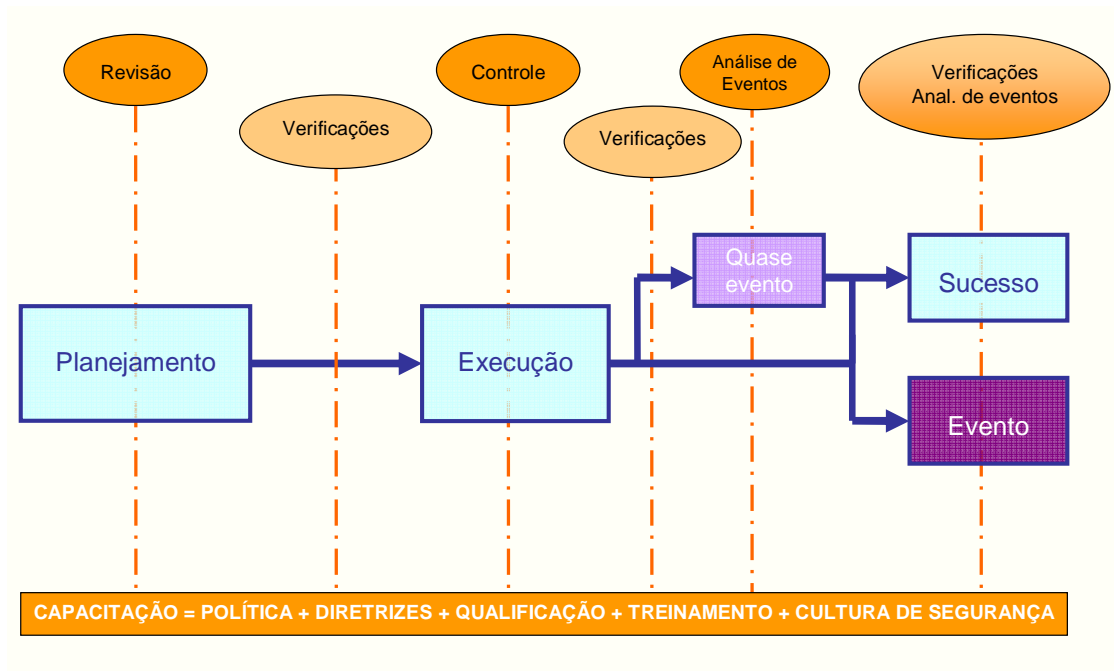 Revisão
Verificações
Controle
Verificações
Análise de
Eventos
Verificações
Anal. de eventos
Planejamento
Execução
Quase
evento
Sucesso
Evento
CAPACITAÇÃO = POLÍTICA + DIRETRIZES + QUALIFICAÇÃO + TREINAMENTO + CULTURA DE SEGURANÇA